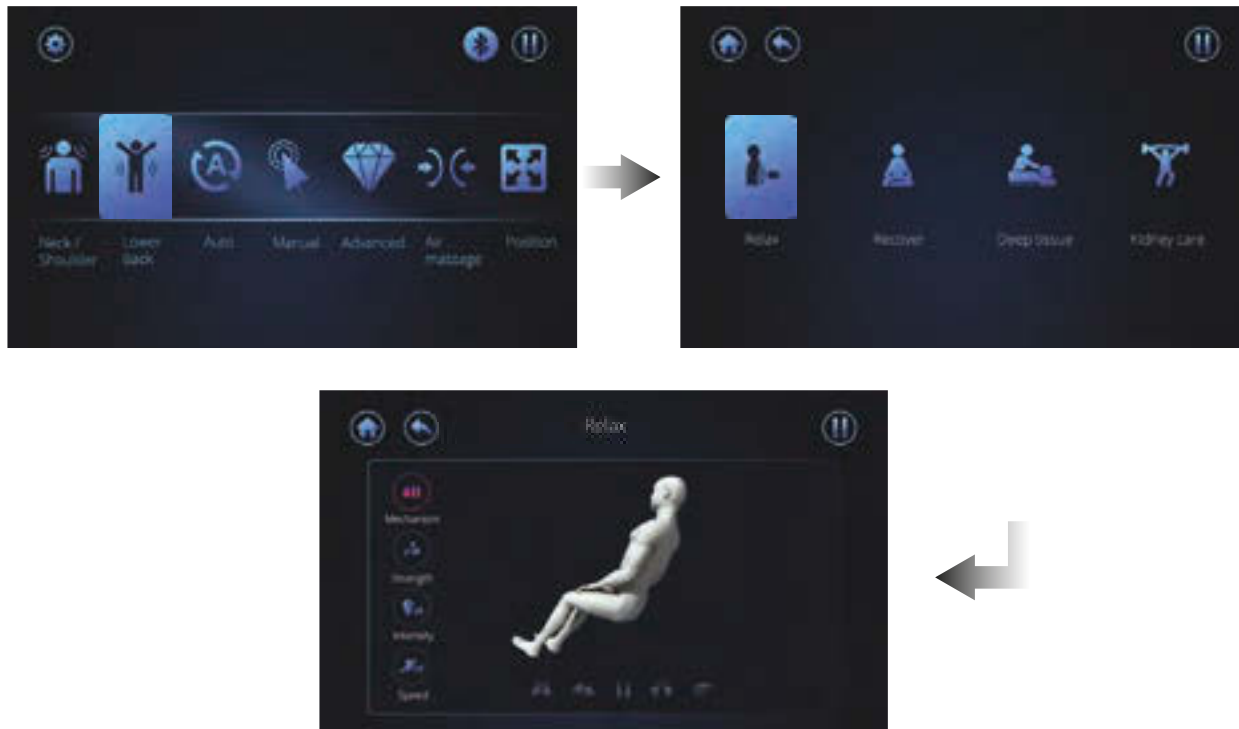 Neck /
Shoulder
Lower
Back
Auto
Manual
Advanced
Air
massage
Position
Relax
Recover
Deep tissue
Kidney care
Relax
4D
Mechanism
Strength
Intensity
Speed